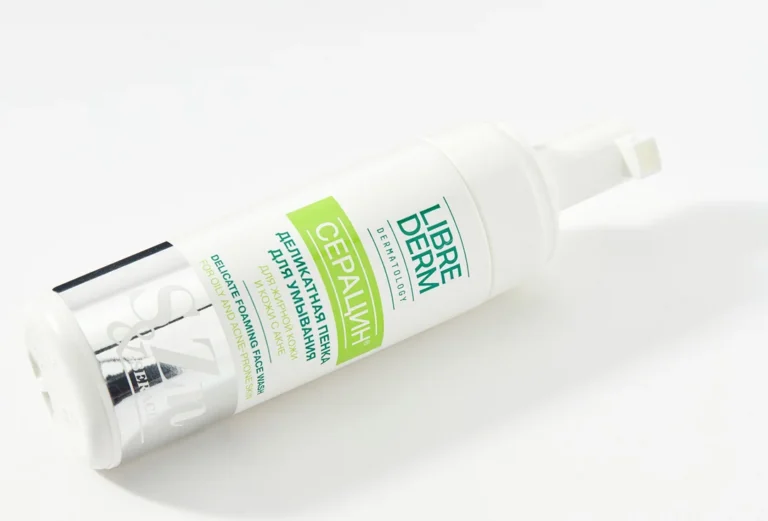 LIBRE
DERM
DERMATOLOGY
СЕРАЦИН®
ДЕЛИКАТНАЯ ПЕНКА
ДЛЯ УМЫВАНИЯ
ДЛЯ ЖИРНОЙ КОЖИ
И КОЖИ С АКНЕ
DELICATE FOAMING FACE WASH
FOR OILY AND ACNE-PRONE SKIN